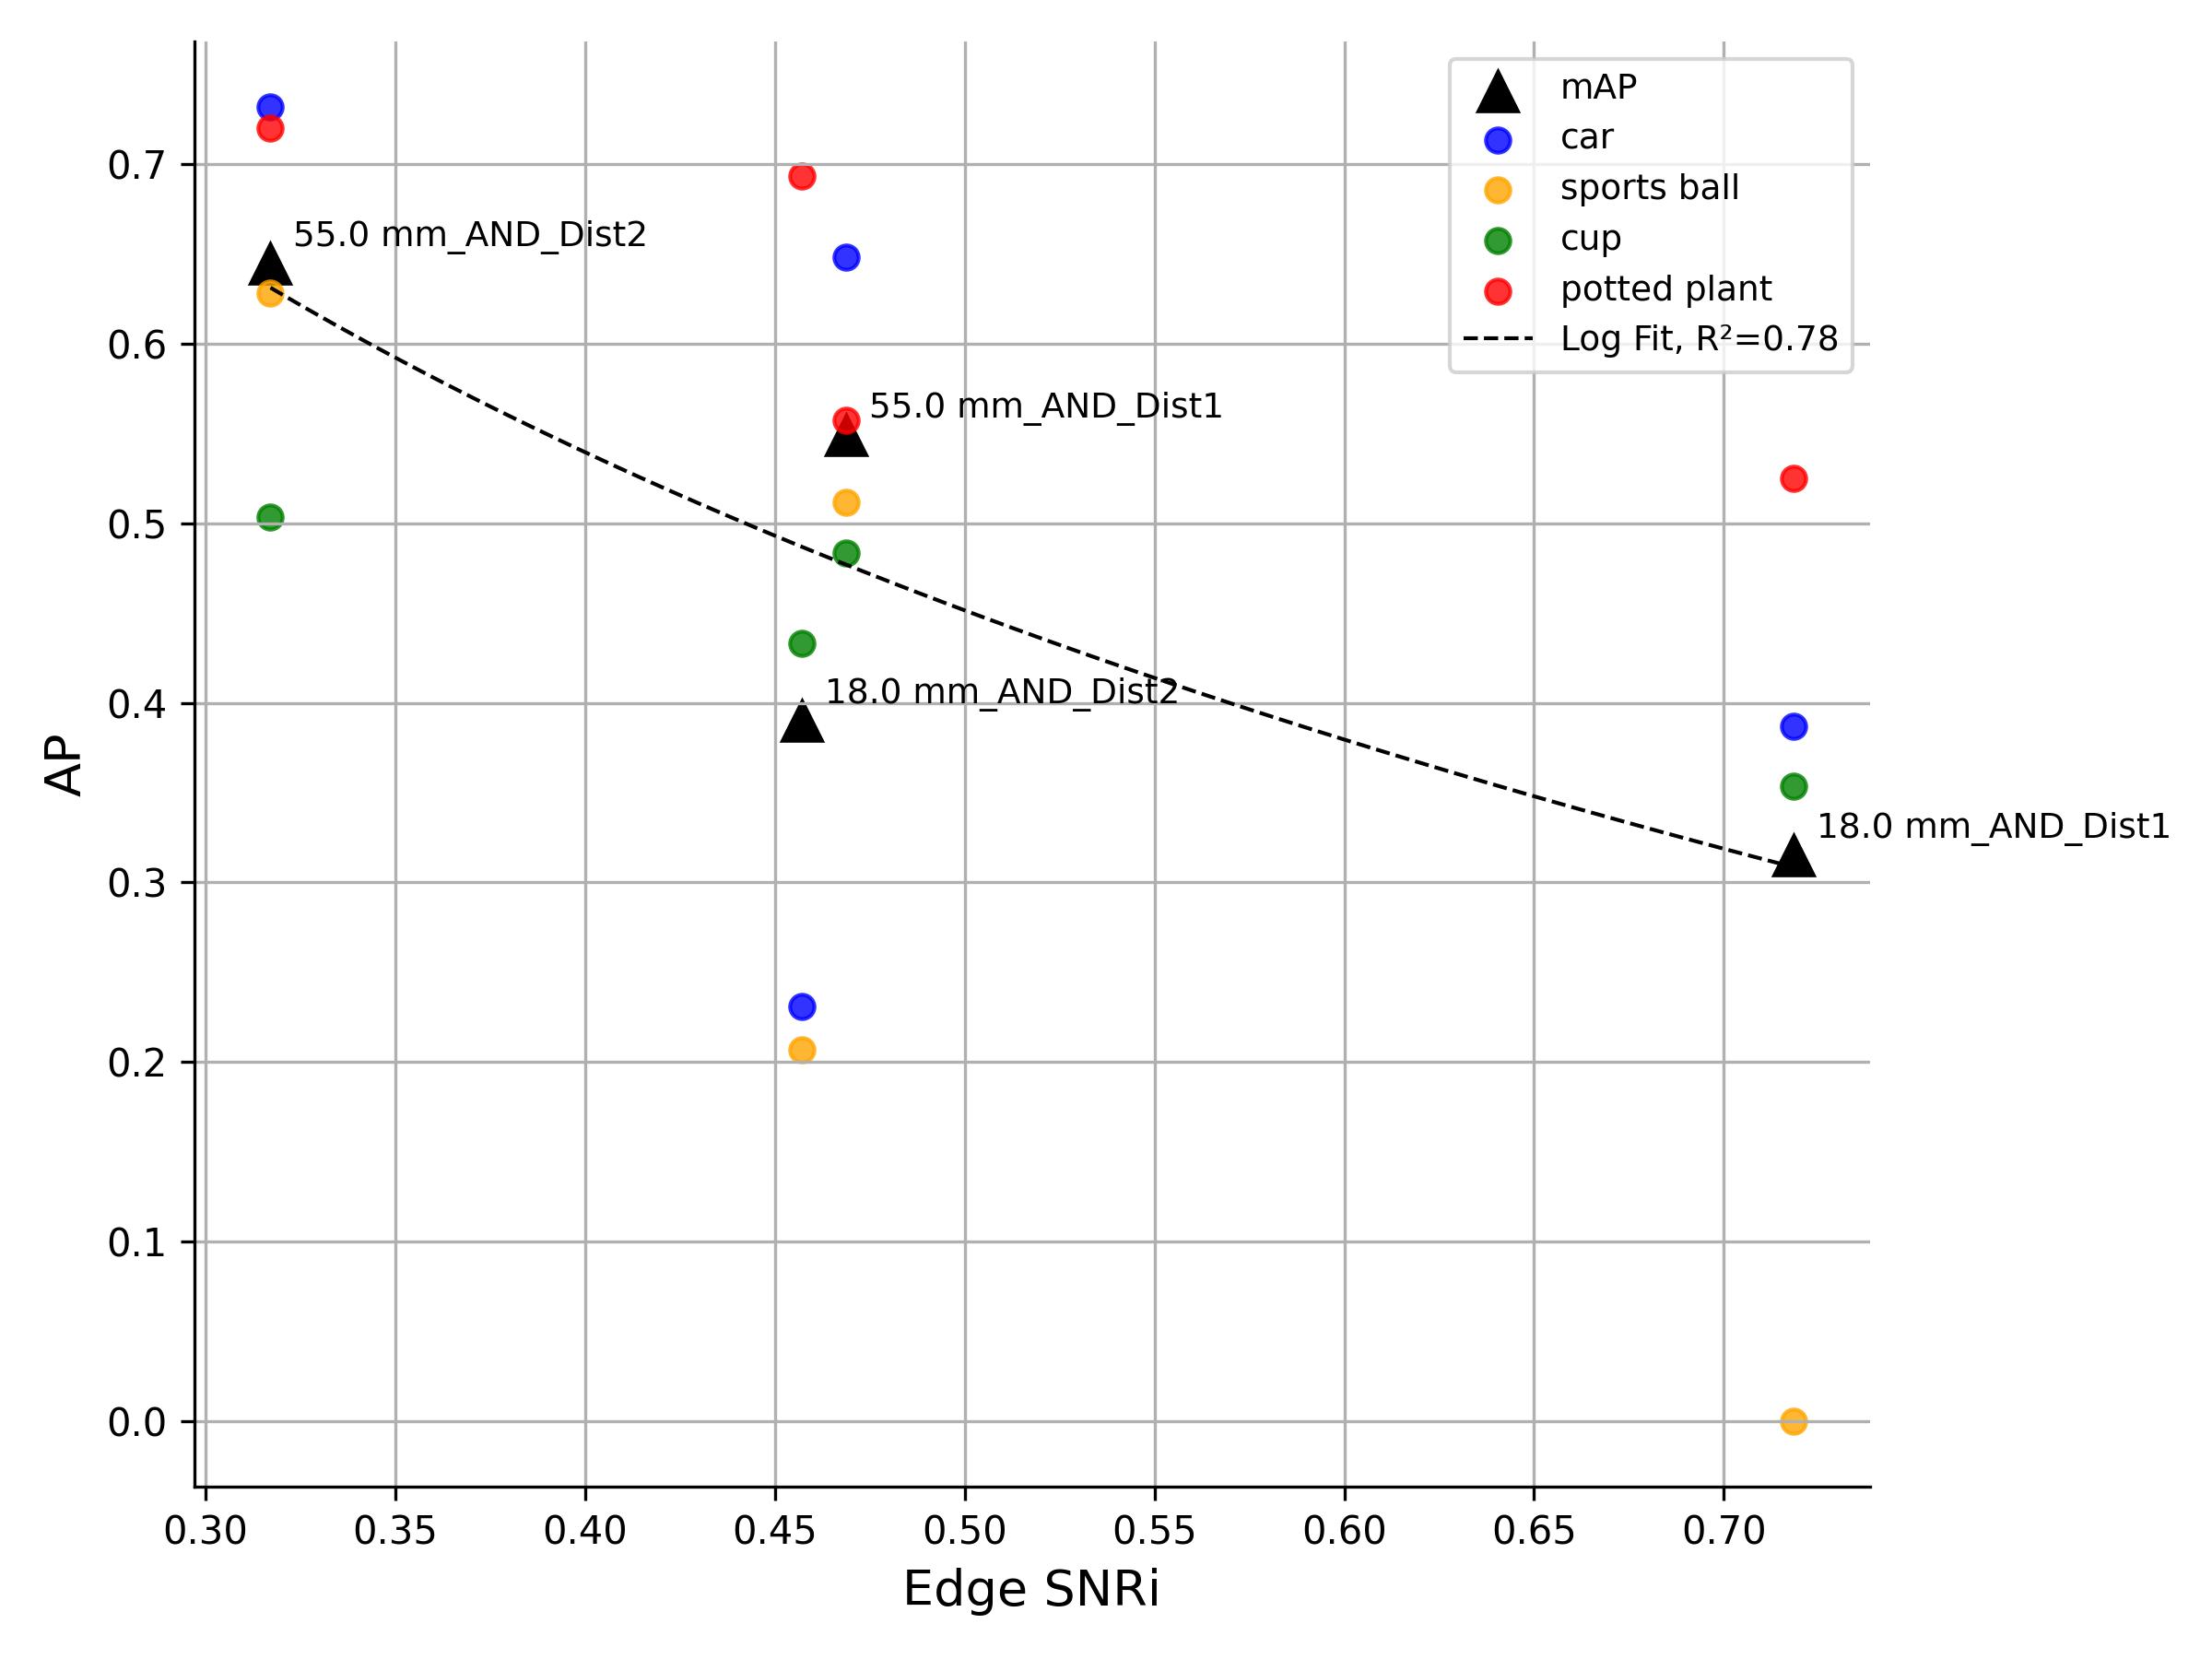 mAP
car
sports ball
cup
potted plant
Log Fit, R²=0.78
55.0 mm_AND_Dist2
55.0 mm_AND_Dist1
18.0 mm_AND_Dist2
18.0 mm_AND_Dist1
AP
0.7
0.6
0.5
0.4
0.3
0.2
0.1
0.0
0.30 0.35 0.40 0.45 0.50 0.55 0.60 0.65 0.70
Edge SNRi